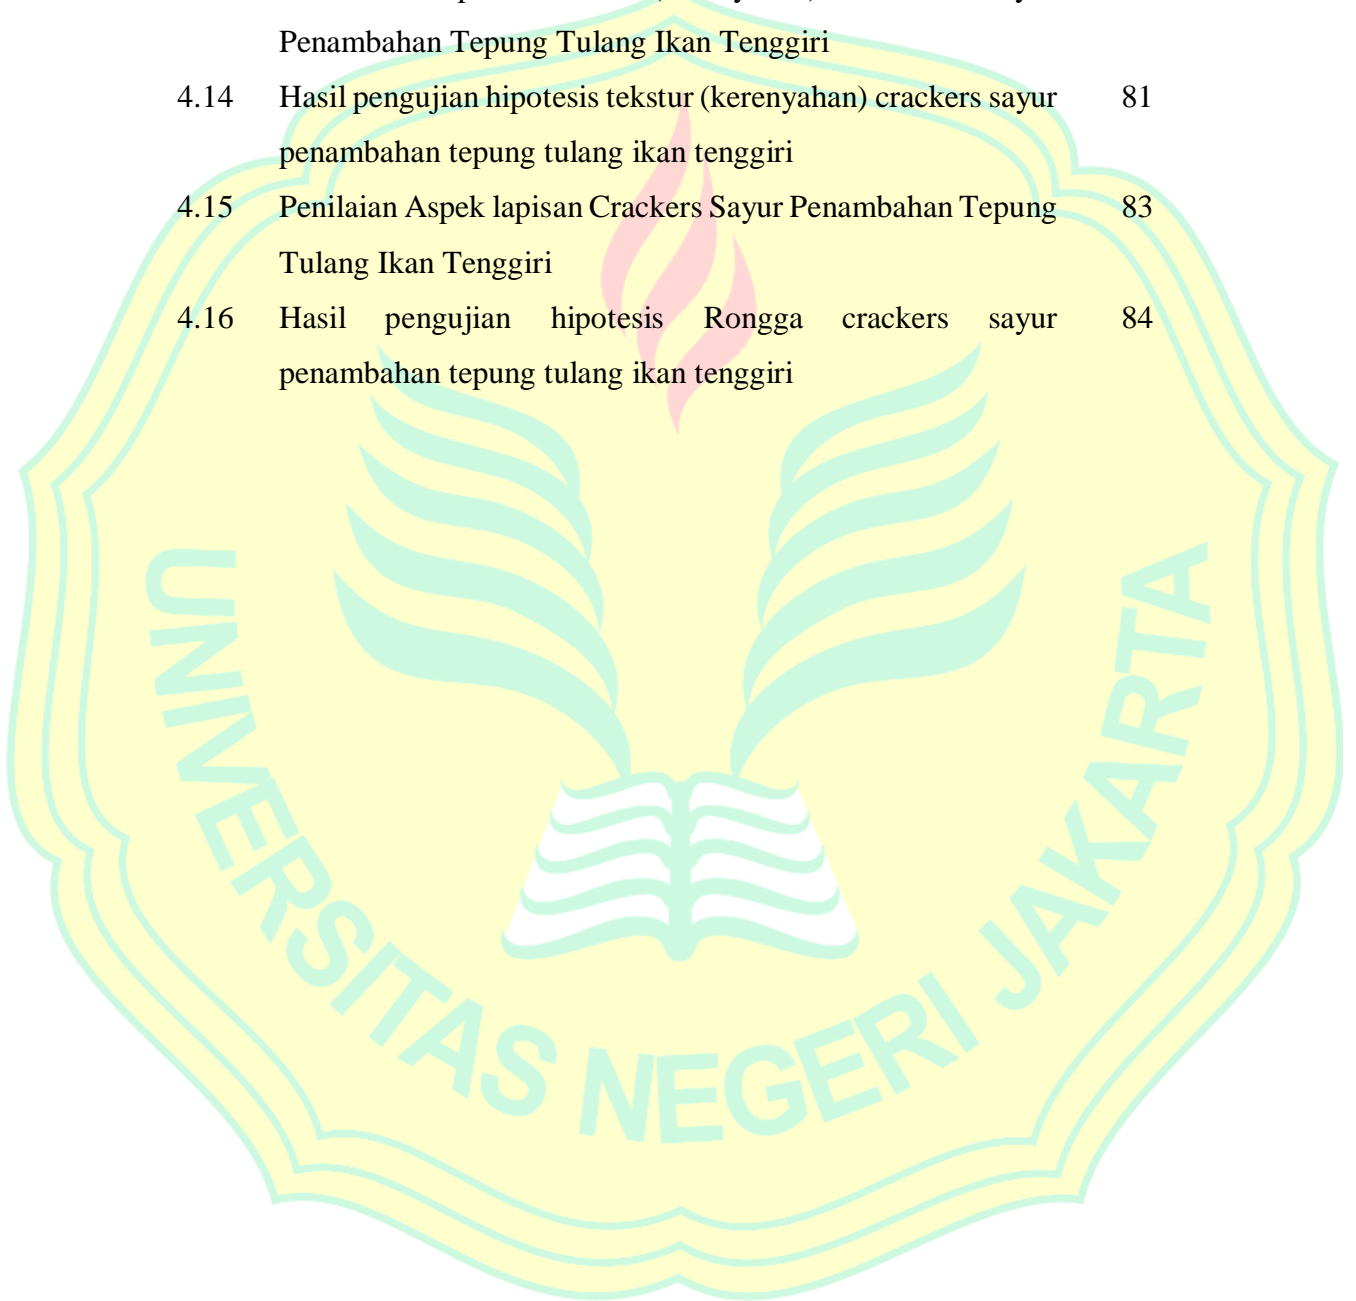 Penambahan Tepung Tulang Ikan Tenggiri
4.14 Hasil pengujian hipotesis tekstur (kerenyahan) crackers sayur 81
penambahan tepung tulang ikan tenggiri
4.15 Penilaian Aspek lapisan Crackers Sayur Penambahan Tepung 83
Tulang Ikan Tenggiri
4.16 Hasil pengujian hipotesis Rongga crackers sayur 84
penambahan tepung tulang ikan tenggiri
UNIVERSITAS NEGERI JAKARTA